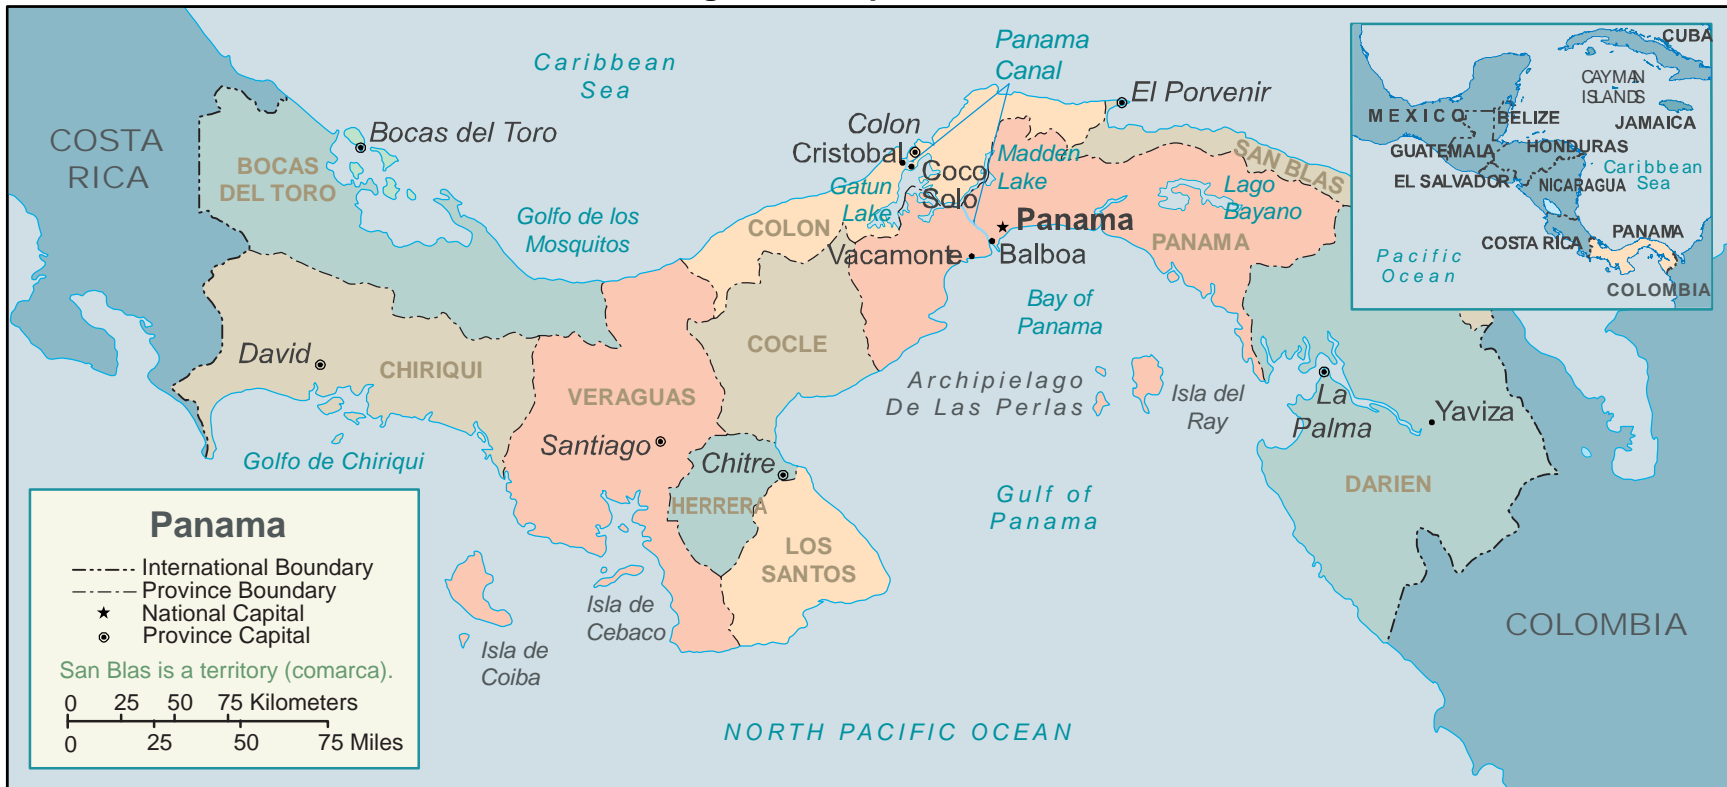 Caribbean
Sea
Panama
Canal
El Porvenir
COSTA
RICA
Bocas del Toro
BOCAS
DEL TORO
Colon
Cristobal
Coco
Solo
Madden
Lake
SAN BLAS
Gatun
Lake
Lago
Bayano
Golfo de los
Mosquitos
COLON
Panama
PANAMA
Vacamonte
Balboa
Bay of
Panama
David
CHIRIQUI
COCLE
VERAGUAS
Archipielago
De Las Perlas
Isla del
Ray
La
Palma
Yaviza
Santiago
Golfo de Chiriqui
Chitre
HERRERA
Gulf of
Panama
DARIEN
LOS
SANTOS
Isla de
Cebaco
Isla de
Coiba
COLOMBIA
NORTH PACIFIC OCEAN
Panama
International Boundary
Province Boundary
National Capital
Province Capital
San Blas is a territory (comarca).
0 25 50 75 Kilometers
0 25 50 75 Miles
CUBA
CAYMAN
ISLANDS
MEXICO
BELIZE
JAMAICA
GUATEMALA
HONDURAS
Caribbean
Sea
EL SALVADOR
NICARAGUA
COSTA RICA
PANAMA
Pacific
Ocean
COLOMBIA